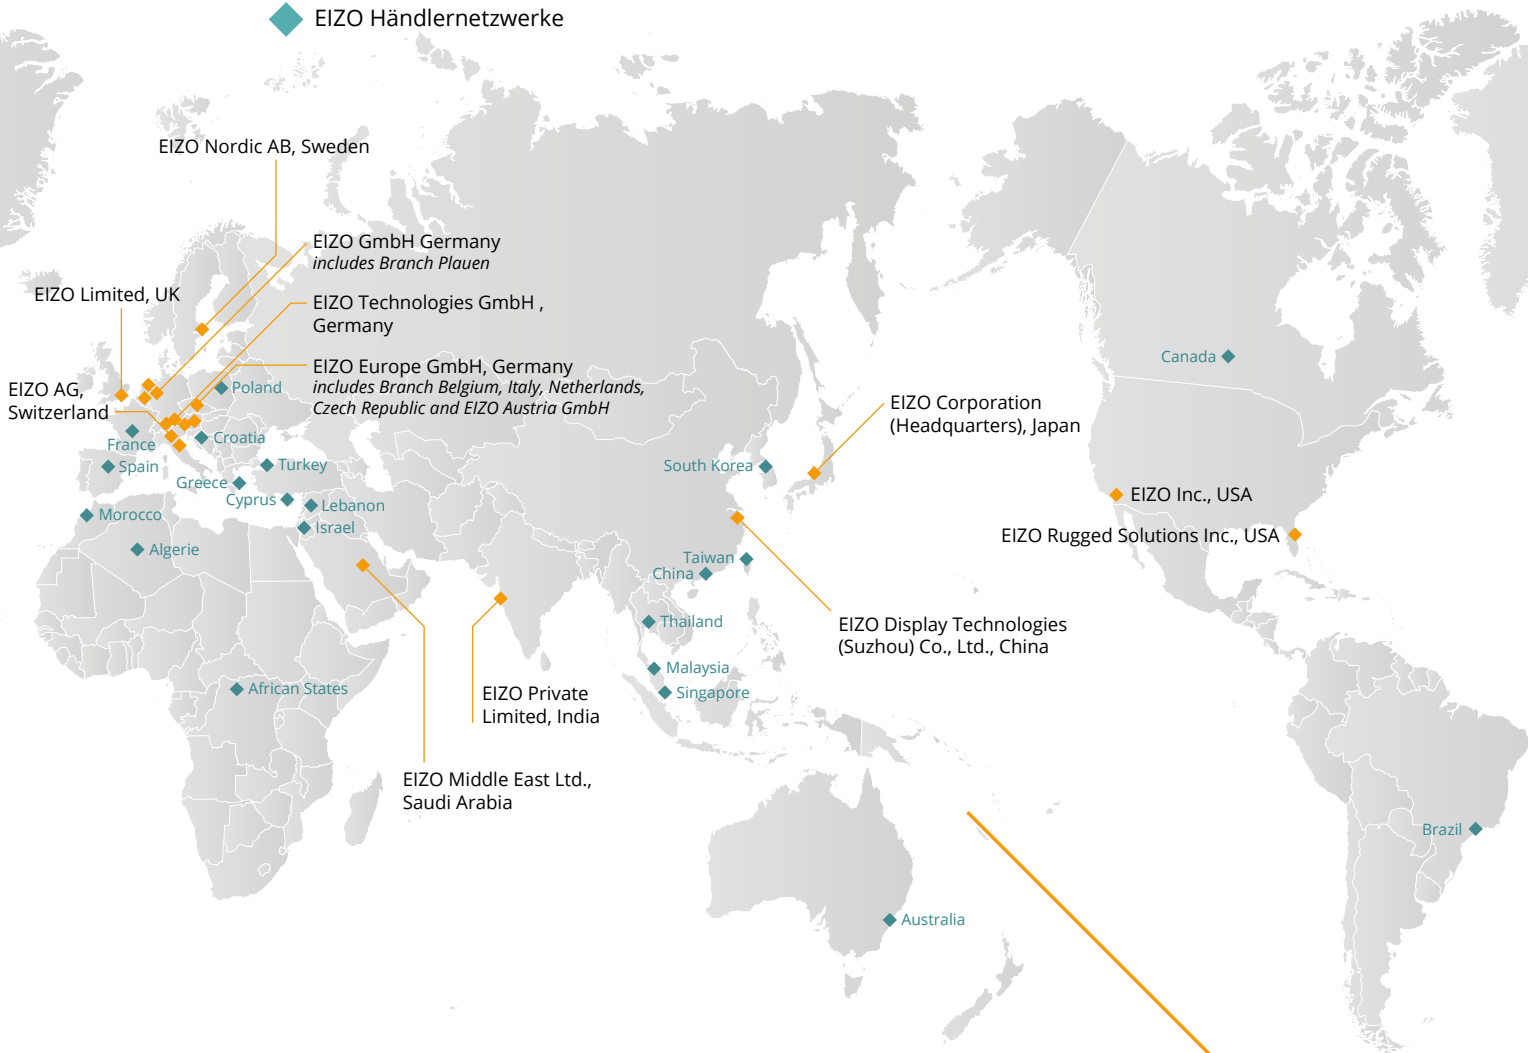 EIZO Händlernetzwerke
EIZO Nordic AB, Sweden
EIZO GmbH Germany
includes Branch Plauen
EIZO Limited, UK
EIZO Technologies GmbH ,
Germany
EIZO Europe GmbH, Germany
includes Branch Belgium, Italy, Netherlands,
Czech Republic and EIZO Austria GmbH
EIZO AG,
Switzerland
Poland
France
Croatia
Spain
Turkey
Greece
Cyprus
Lebanon
Israel
Morocco
Algerie
African States
EIZO Middle East Ltd.,
Saudi Arabia
EIZO Private
Limited, India
South Korea
Taiwan
China
Thailand
Malaysia
Singapore
EIZO Corporation
(Headquarters), Japan
EIZO Display Technologies
(Suzhou) Co., Ltd., China
Australia
Canada
EIZO Inc., USA
EIZO Rugged Solutions Inc., USA
Brazil